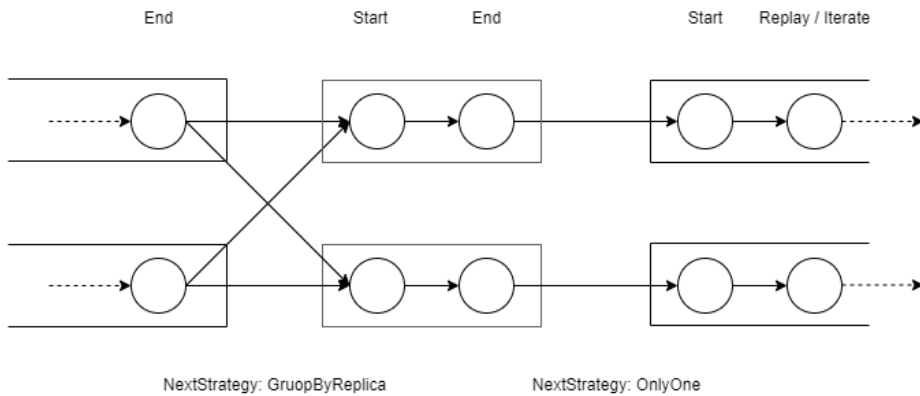 End Start End Start Replay / Iterate
NextStrategy: GruopByReplica NextStrategy: OnlyOne